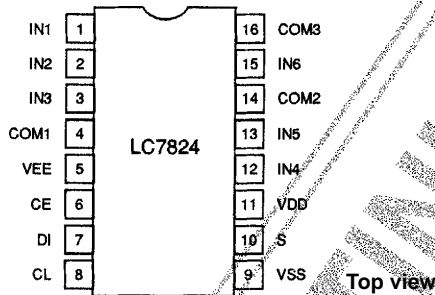 IN1 1 16 COM3
IN2 2 15 IN6
IN3 3 14 COM2
COM1 4 LC7824 13 IN5
VEE 5 12 IN4
CE 6 11 VDD
DI 7 10 S
CL 8 9 VSS
Top view